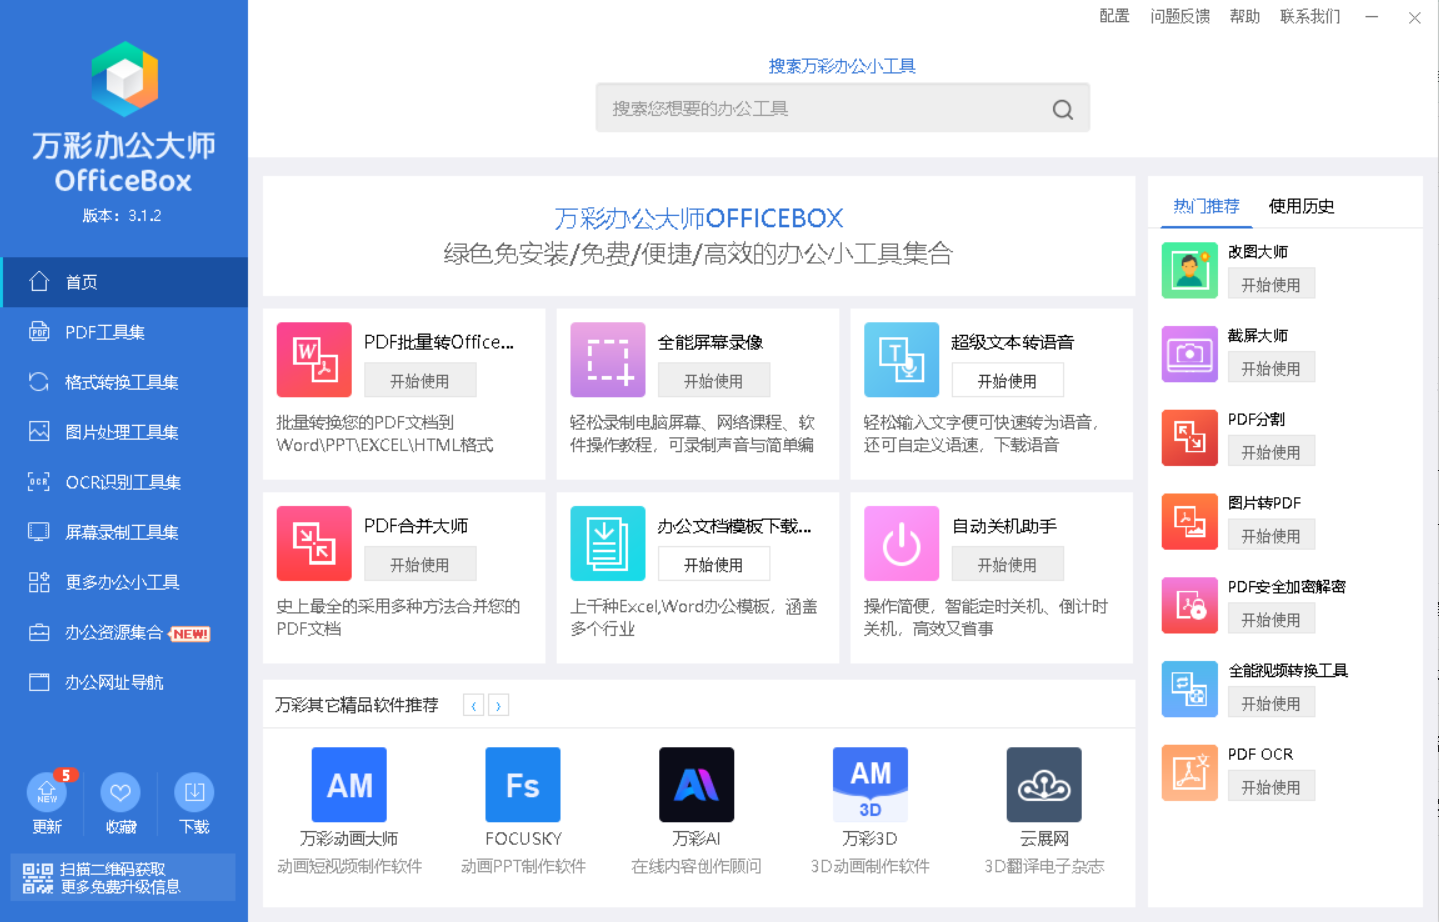 配置 问题反馈 帮助 联系我们
万彩办公大师
OfficeBox
版本：3.1.2
首页
PDF工具集
格式转换工具集
图片处理工具集
OCR识别工具集
屏幕录制工具集
更多办公小工具
办公资源集合 NEW!
办公网址导航
5
NEW
更新 收藏 下载
扫描二维码获取
更多免费升级信息
搜索万彩办公小工具
搜索您想要的办公工具
万彩办公大师OFFICEBOX
绿色免安装/免费/便捷/高效的办公小工具集合
PDF批量转Office...
开始使用
批量转换您的PDF文档到
Word\PPT\EXCEL\HTML格式
全能屏幕录像
开始使用
轻松录制电脑屏幕、网络课程、软
件操作教程，可录制声音与简单编
超级文本转语音
开始使用
轻松输入文字便可快速转为语音，
还可自定义语速，下载语音
PDF合并大师
开始使用
史上最全的采用多种方法合并您的
PDF文档
办公文档模板下载...
开始使用
上千种Excel,Word办公模板，涵盖
多个行业
自动关机助手
开始使用
操作简便，智能定时关机、倒计时
关机，高效又省事
万彩其它精品软件推荐
AM
万彩动画大师
动画短视频制作软件
Fs
FOCUSKY
动画PPT制作软件
万彩AI
在线内容创作顾问
AM
3D
万彩3D
3D动画制作软件
云展网
3D翻译电子杂志
热门推荐 使用历史
改图大师
开始使用
截屏大师
开始使用
PDF分割
开始使用
图片转PDF
开始使用
PDF安全加密解密
开始使用
全能视频转换工具
开始使用
PDF OCR
开始使用